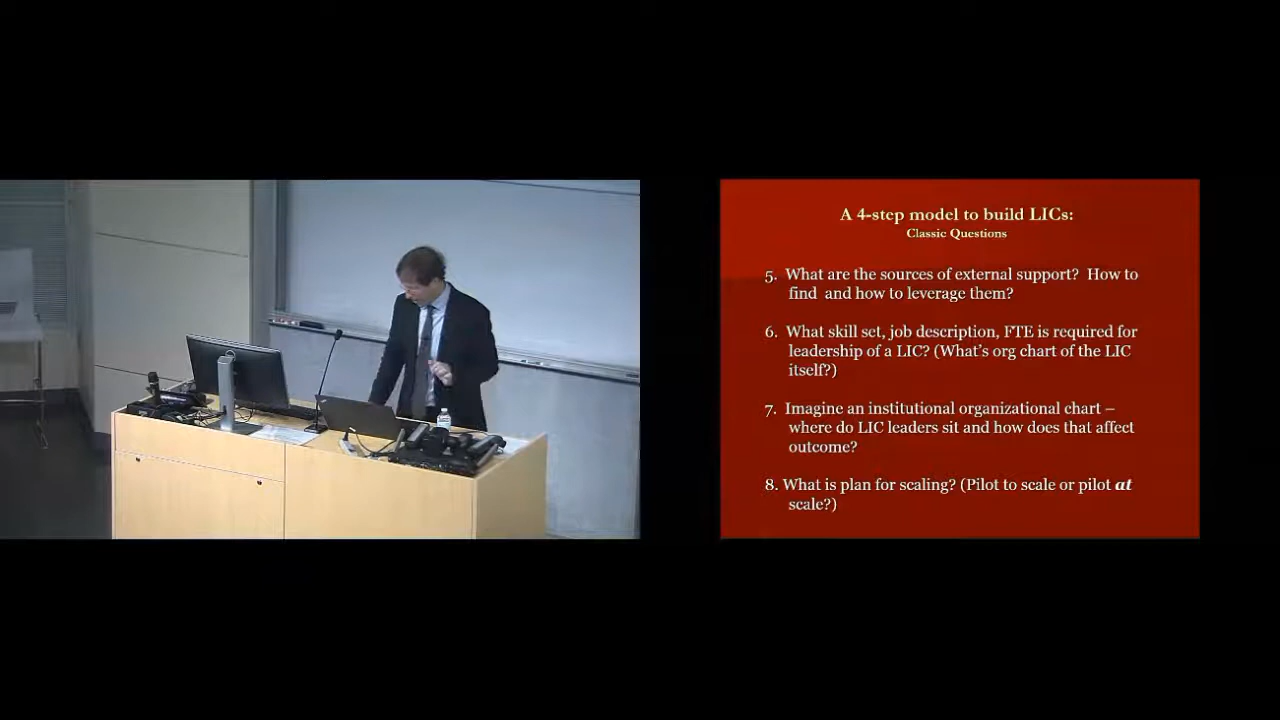 A 4-step model to build LICs:
Classic Questions
5. What are the sources of external support? How to
find and how to leverage them?
6. What skill set, job description, FTE is required for
leadership of a LIC? (What's org chart of the LIC
itself?)
7. Imagine an institutional organizational chart –
where do LIC leaders sit and how does that affect
outcome?
8. What is plan for scaling? (Pilot to scale or pilot at
scale?)